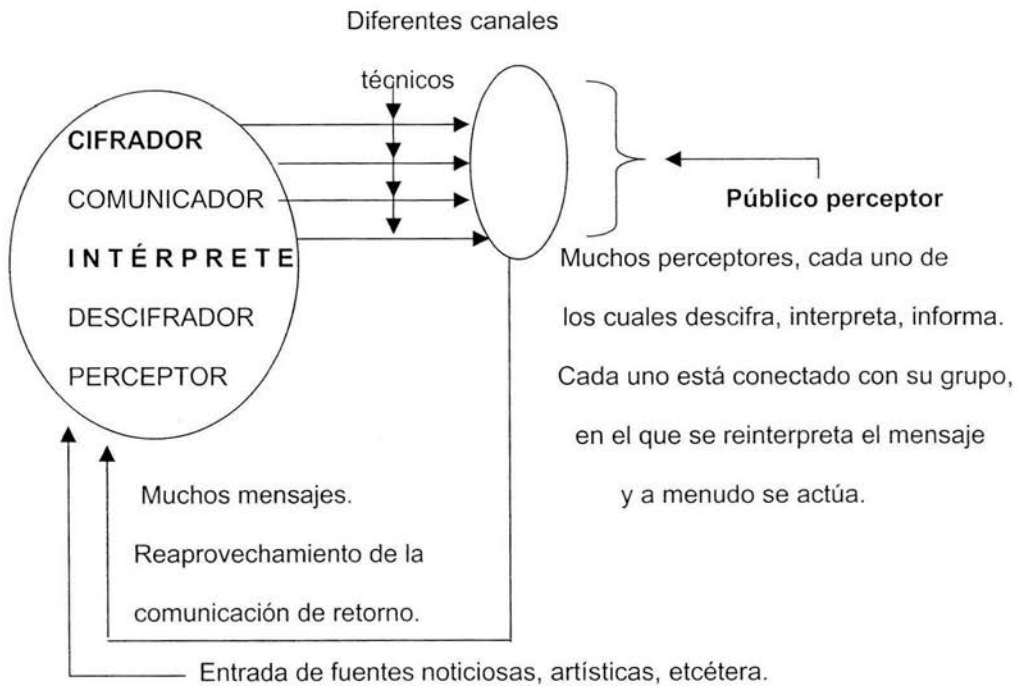 Diferentes canales
técnicos
CIFRADOR
COMUNICADOR
INTÉRPRETE
DESCIFRADOR
PERCEPTOR
Público perceptor
Muchos perceptores, cada uno de
los cuales descifra, interpreta, informa.
Cada uno está conectado con su grupo,
en el que se reinterpreta el mensaje
y a menudo se actúa.
Muchos mensajes.
Reaprovechamiento de la
comunicación de retorno.
Entrada de fuentes noticiosas, artísticas, etcétera.